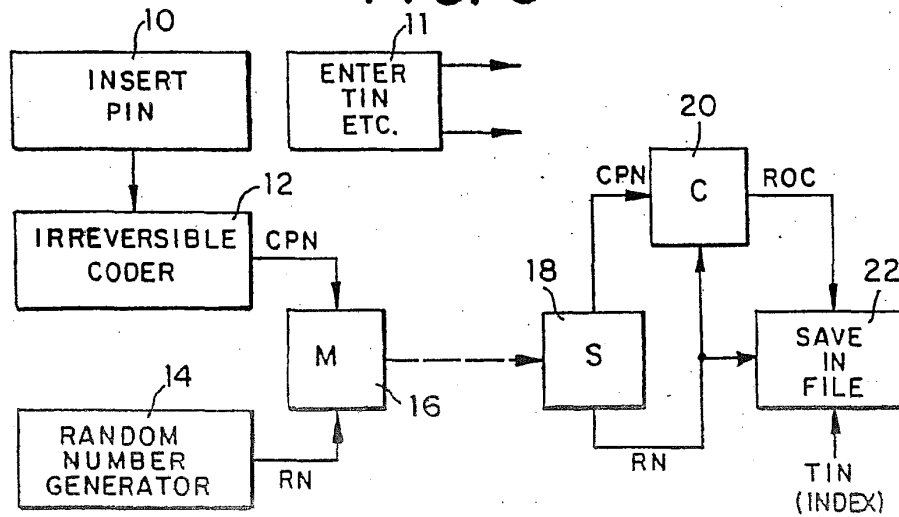 10
INSERT
PIN
11
ENTER
TIN
ETC.
12
IRREVERSIBLE
CODER
CPN
14
RANDOM
NUMBER
GENERATOR
RN
M
16
18
S
CPN
RN
20
C
ROC
22
SAVE
IN
FILE
TIN
(INDEX)